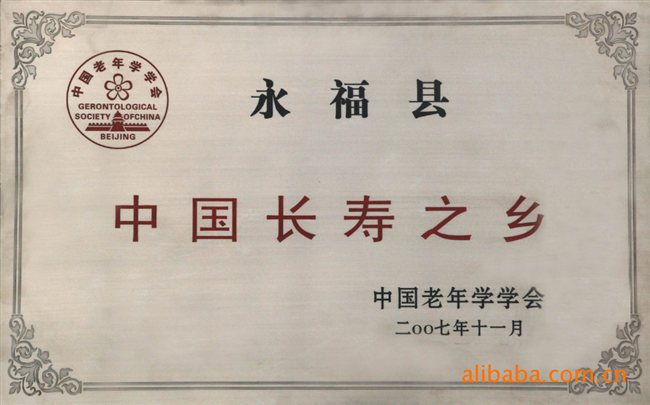 中国老年学学会
GERONTOLOGICAL
SOCIETY OFCHINA
BEIJING
永福县
中国长寿之乡
中国老年学学会
二oo七年十一月
alibaba.com.cn